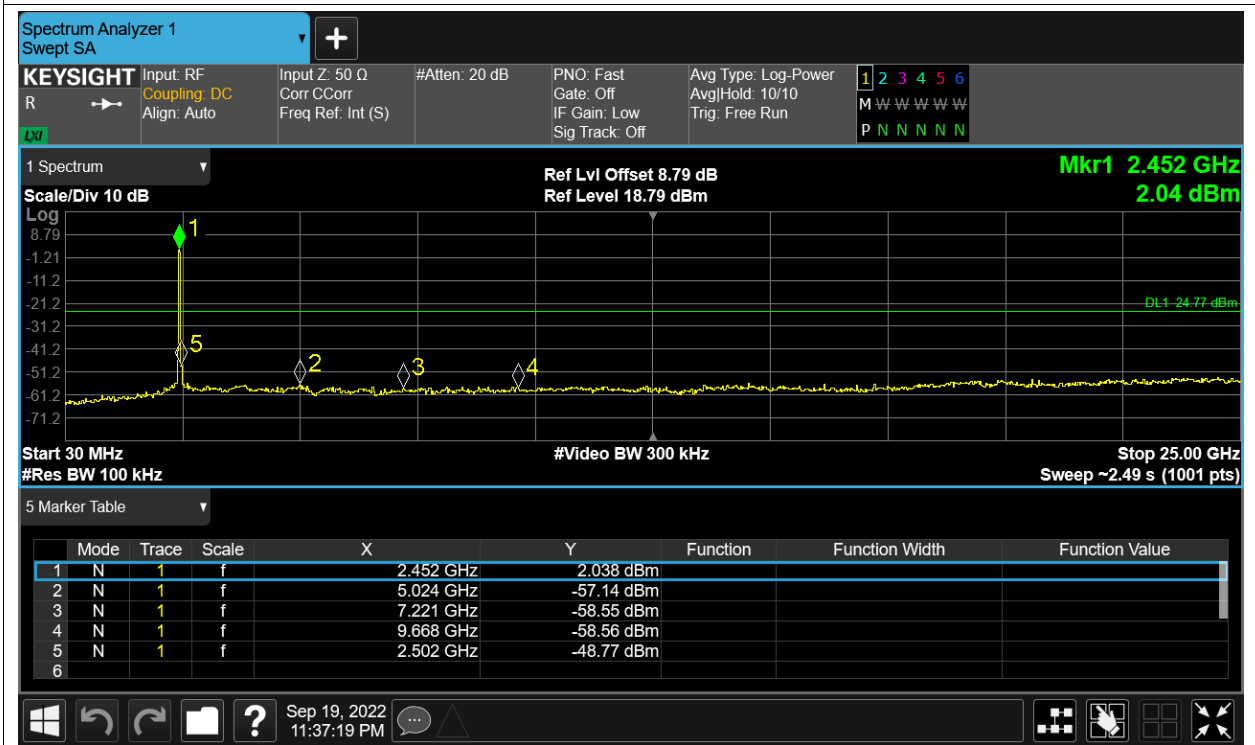 Spectrum Analyzer 1
Swept SA
KEYSIGHT Input: RF Input Z: 50 Ω #Atten: 20 dB PNO: Fast Avg Type: Log-Power 1 2 3 4 5 6
R Coupling: DC Corr CCorr Gate: Off Avg|Hold: 10/10 M W W W W W
Align: Auto Freq Ref: Int (S) IF Gain: Low Trig: Free Run
LXI Sig Track: Off P N N N N N
1 Spectrum Ref Lvl Offset 8.79 dB Mkr1 2.452 GHz
Scale/Div 10 dB Ref Level 18.79 dBm 2.04 dBm
Log
1
8.79
-1.21
-11.2
-21.2 DL1 -24.77 dBm
-31.2
-41.2 5
-51.2 2 3 4
-61.2
-71.2
Start 30 MHz #Video BW 300 kHz Stop 25.00 GHz
#Res BW 100 kHz Sweep ~2.49 s (1001 pts)
5 Marker Table
Mode Trace Scale X Y Function Function Width Function Value
1 N 1 f 2.452 GHz 2.038 dBm
2 N 1 f 5.024 GHz -57.14 dBm
3 N 1 f 7.221 GHz -58.55 dBm
4 N 1 f 9.668 GHz -58.56 dBm
5 N 1 f 2.502 GHz -48.77 dBm
6
? Sep 19, 2022
11:37:19 PM